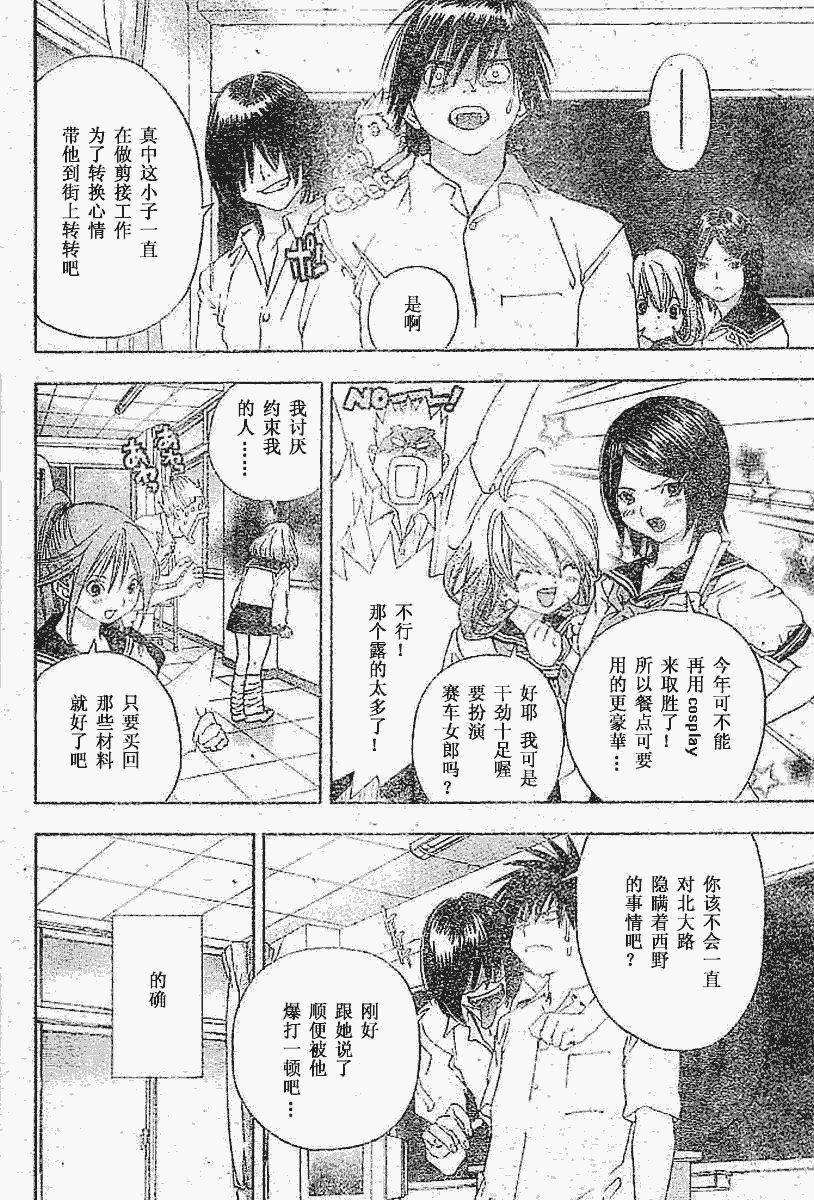 ——
真中这小子一直
在做剪接工作
为了转换心情
带他到街上转转吧
ポン
是
啊
今年可不能
再用cosplay
来取胜了！
所以餐点可要
用的更豪華…
好耶 我可是
干劲十足喔
要扮演
赛车女郎吗？
NO——!
不行！
那个露的太多了！
我讨厌
约束我
的人……
あわ
あわ
只要买回
那些材料
就好了吧
你该不会一直
对北大路
隐瞒着西野
的事情吧？
刚好
跟她说了
顺便被他
爆打一顿吧…
的确